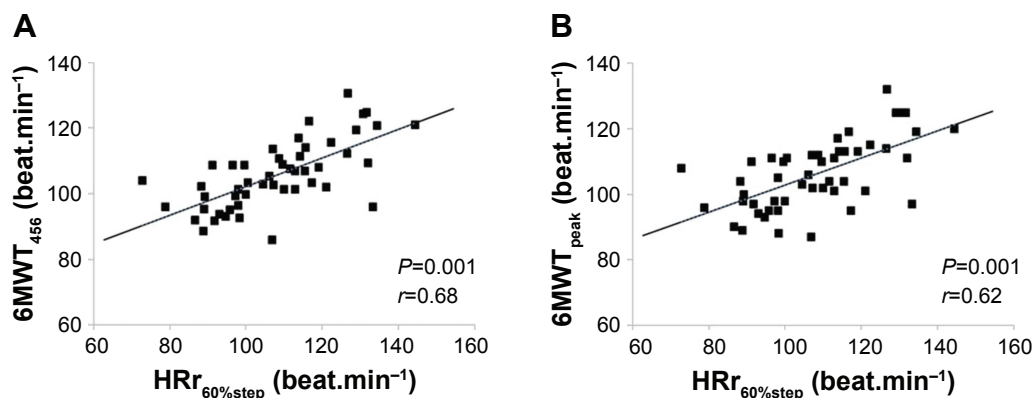 A
140
120
100
80
60
60 80 100 120 140 160
6MWT456 (beat.min−1)
HRr60%step (beat.min−1)
P=0.001
r=0.68
B
140
120
100
80
60
60 80 100 120 140 160
6MWTpeak (beat.min−1)
HRr60%step (beat.min−1)
P=0.001
r=0.62